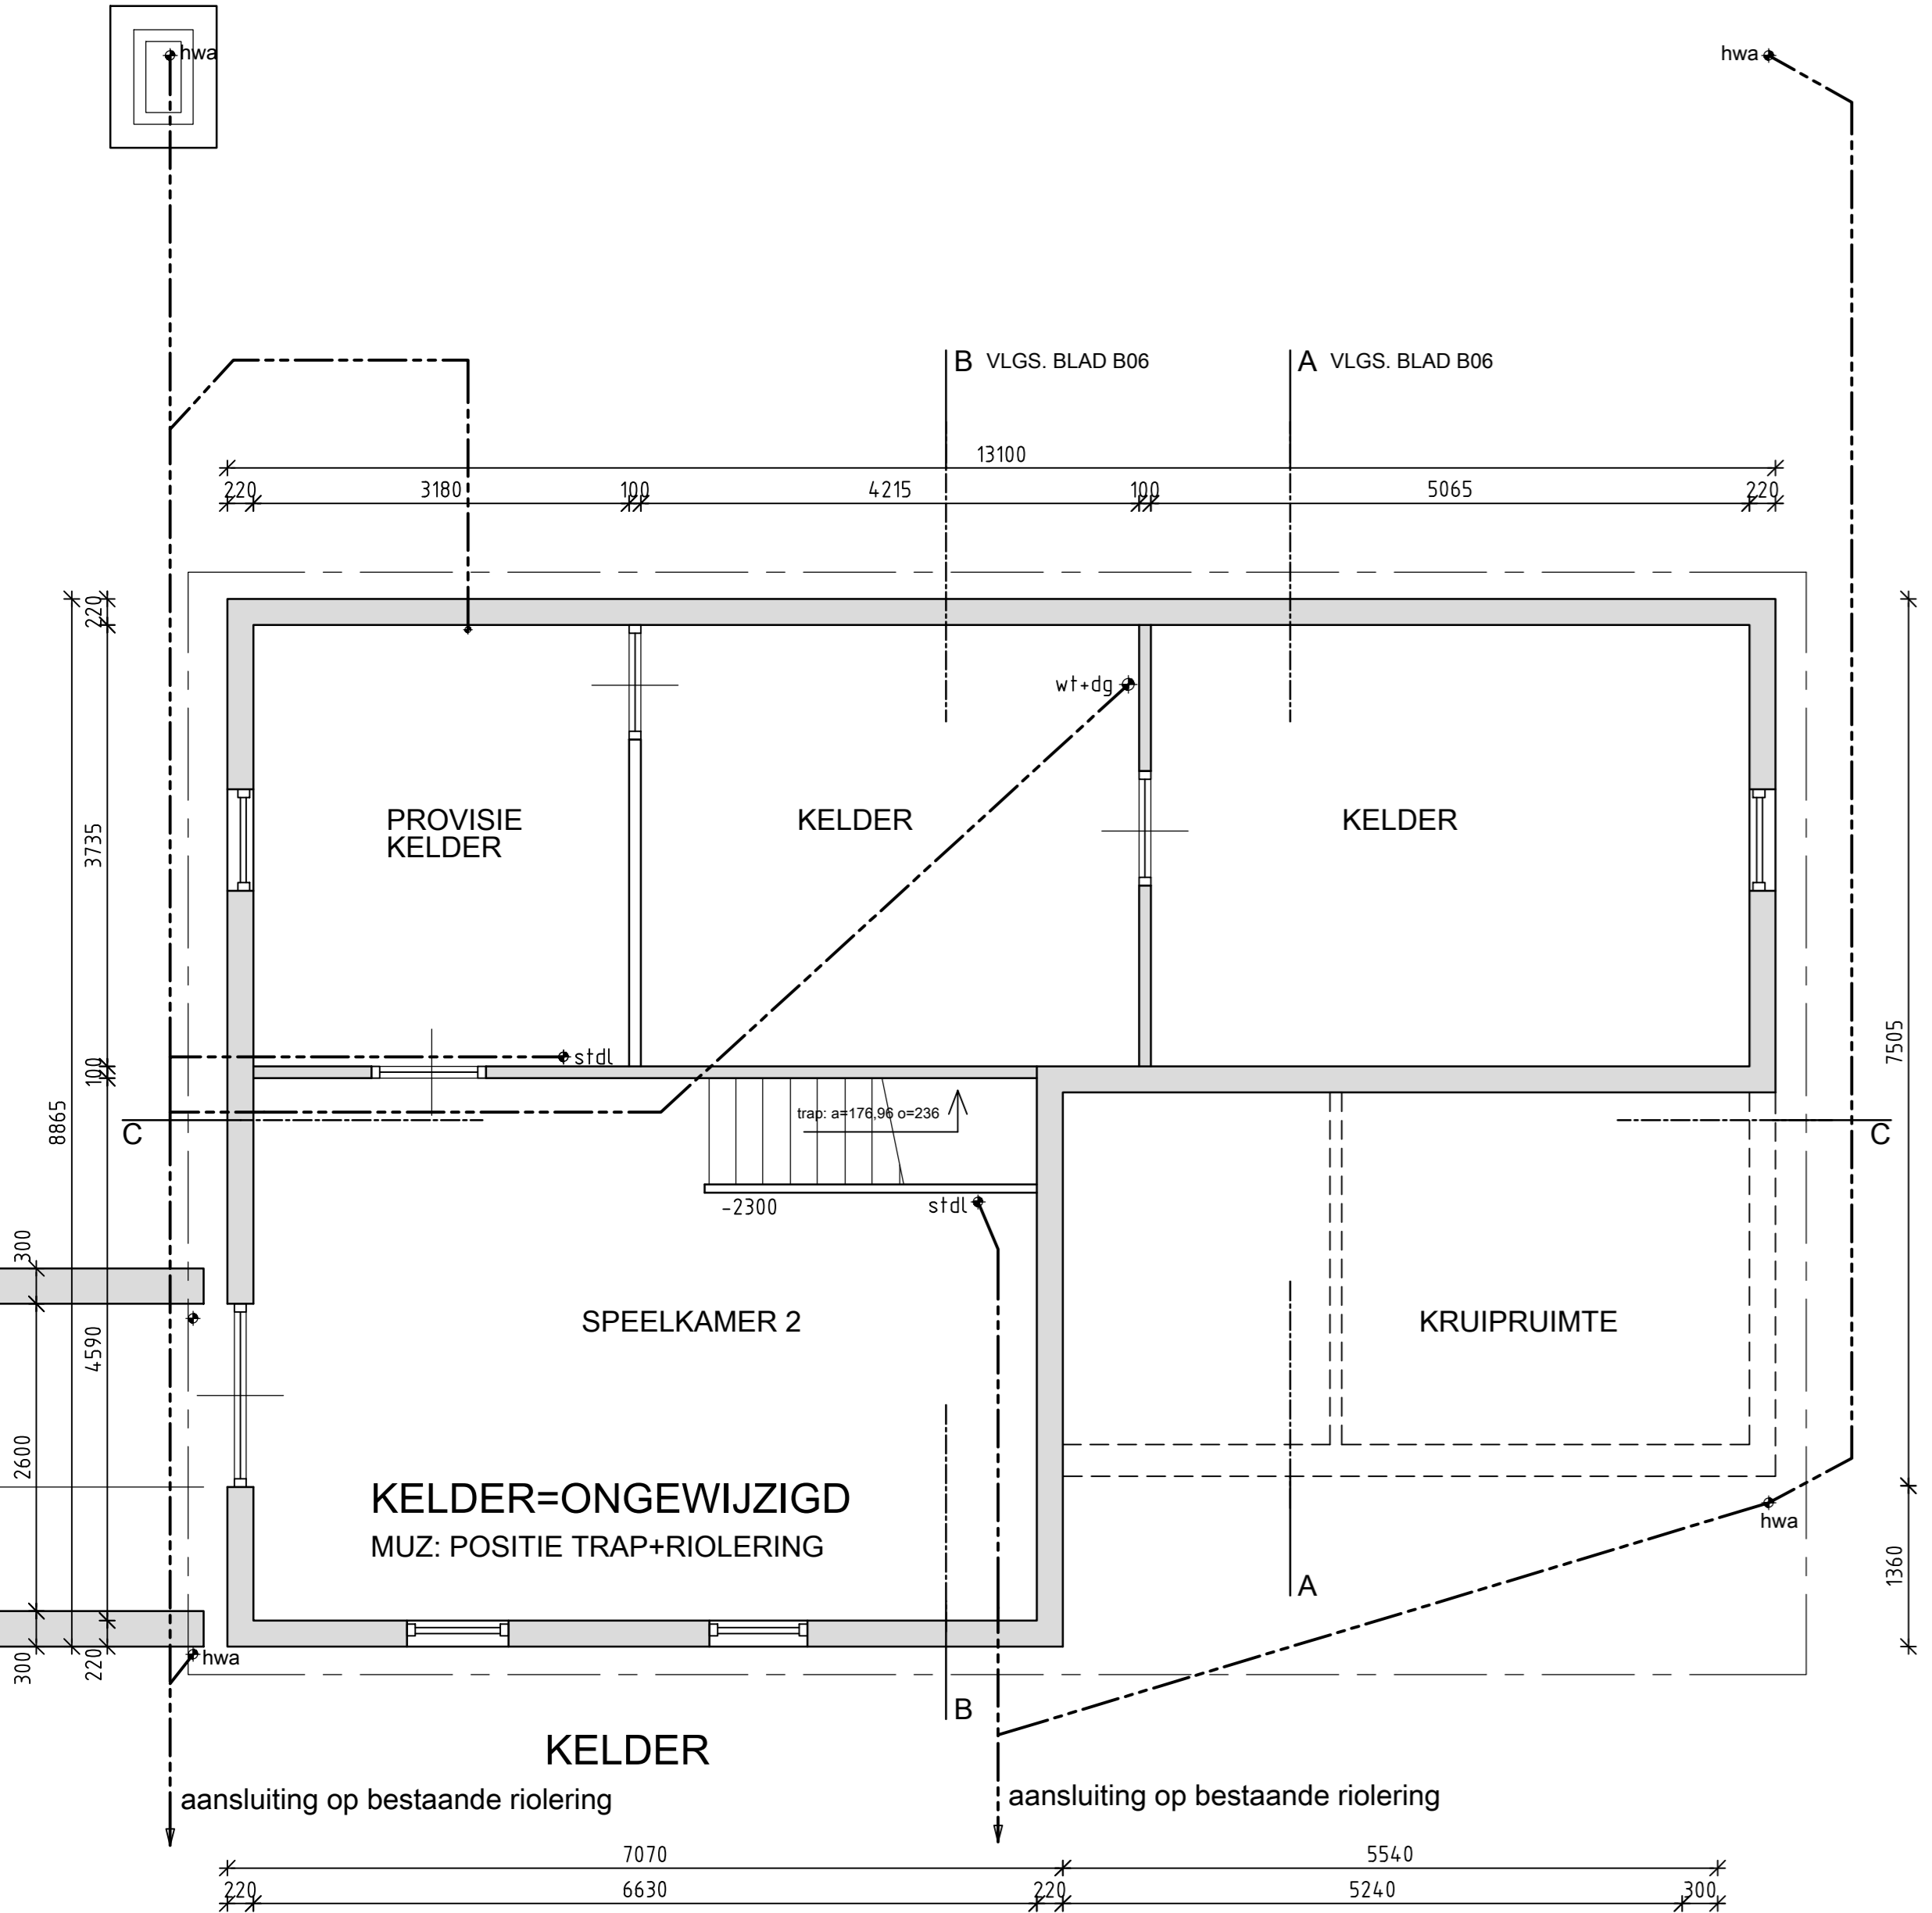 hwa
hwa
B VLGS. BLAD B06
A VLGS. BLAD B06
13100
220 3180 100 4215 100 5065 220
220
wt+dg
PROVISIE
KELDER
KELDER
KELDER
3735
7505
stdl
100
8865
trap: a=176,96 o=236
C
C
-2300
stdl
300
SPEELKAMER 2
KRUIPRUIMTE
4590
2600
KELDER=ONGEWIJZIGD
MUZ: POSITIE TRAP+RIOLERING
hwa
1360
A
300
220
hwa
B
KELDER
aansluiting op bestaande riolering
aansluiting op bestaande riolering
7070 5540
220 6630 220 5240 300